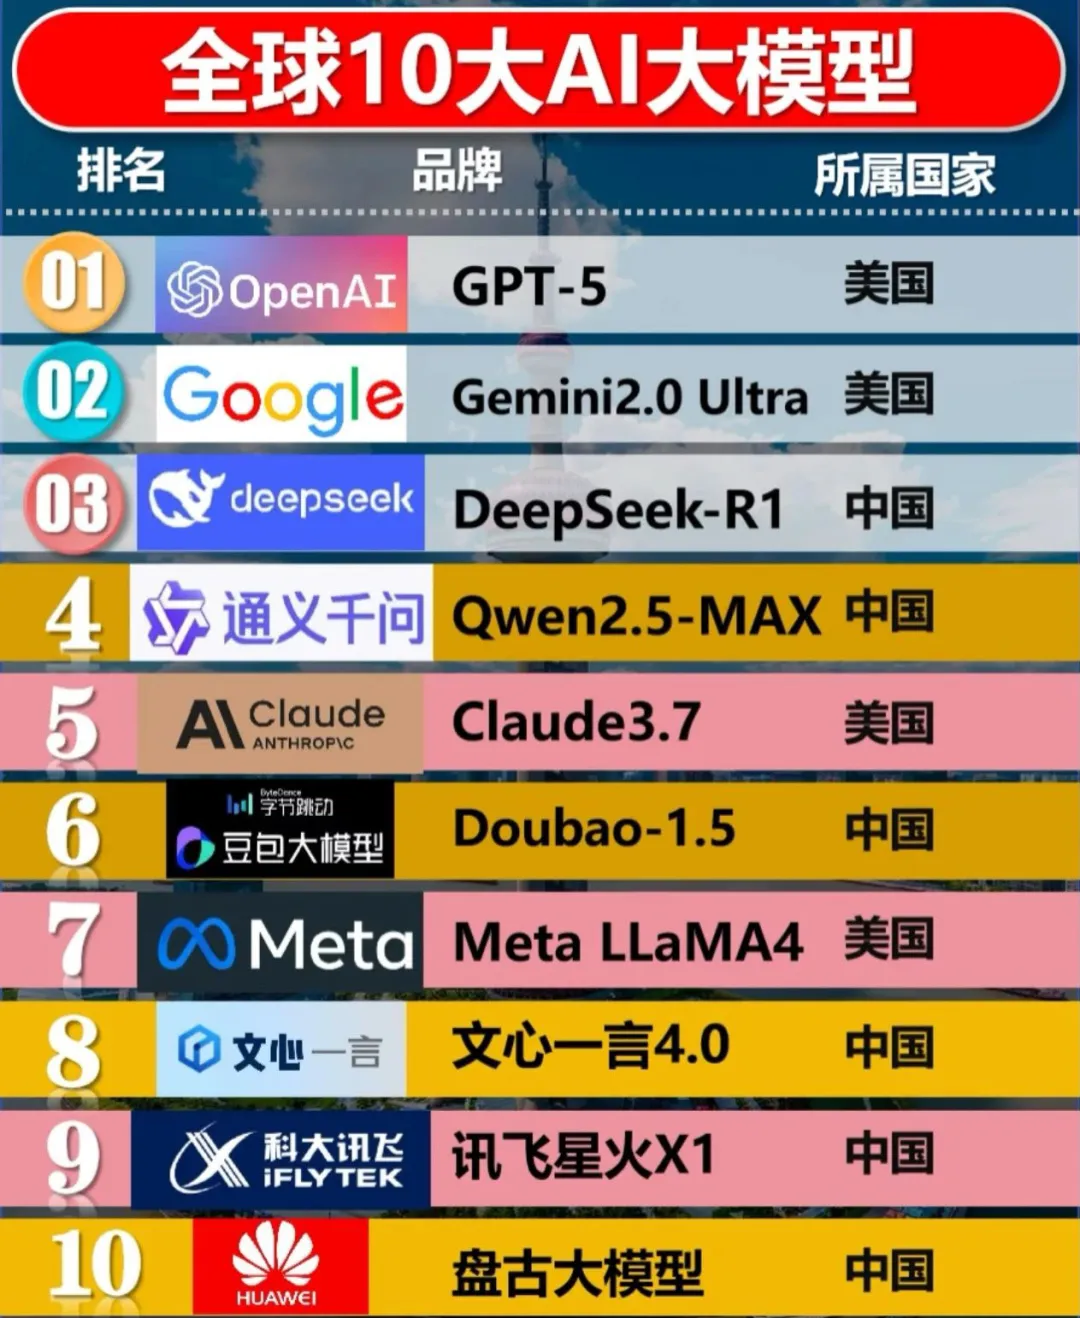 全球10大AI大模型
排名 品牌 所属国家
01 OpenAI GPT-5 美国
02 Google Gemini2.0 Ultra 美国
03 deepseek DeepSeek-R1 中国
4 通义千问 Qwen2.5-MAX 中国
5 AI Claude Claude3.7 美国
ANTHROP\C
ByteDance
字节跳动
6 豆包大模型 Doubao-1.5 中国
7 Meta Meta LLaMA4 美国
8 文心一言 文心一言4.0 中国
9 科大讯飞 讯飞星火X1 中国
iFLYTEK
10 HUAWEI 盘古大模型 中国